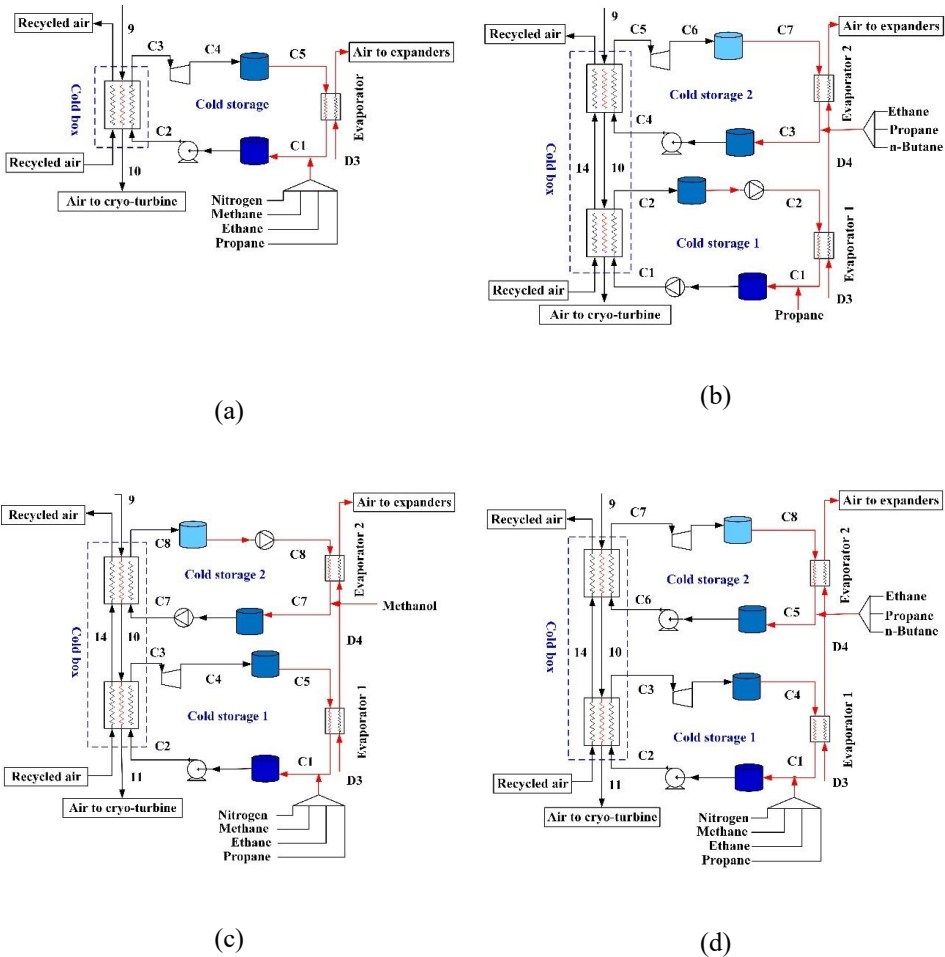 Recycled air
9
C3
C4
C5
Air to expanders
Cold box
Cold storage
Evaporator
C2
C1
D3
Recycled air
10
Nitrogen
Methane
Ethane
Propane
Air to cryo-turbine
(a)
Recycled air
9
C5
C6
C7
Air to expanders
Evaporator 2
Cold storage 2
Ethane
Propane
n-Butane
C4
C3
D4
Cold box
14
10
C2
C2
Cold storage 1
Evaporator 1
C1
C1
D3
Recycled air
Propane
Air to cryo-turbine
(b)
Recycled air
9
Air to expanders
C8
C8
Evaporator 2
Cold storage 2
C7
C7
Methanol
Cold box
14
10
D4
C3
C4
C5
Cold storage 1
Evaporator 1
C2
C1
D3
Recycled air
11
Nitrogen
Methane
Ethane
Propane
Air to cryo-turbine
(c)
Recycled air
9
C7
C8
Air to expanders
Evaporator 2
Cold storage 2
Ethane
Propane
n-Butane
C6
C5
D4
Cold box
14
10
C3
C4
Cold storage 1
Evaporator 1
C2
C1
D3
Recycled air
11
Nitrogen
Methane
Ethane
Propane
Air to cryo-turbine
(d)